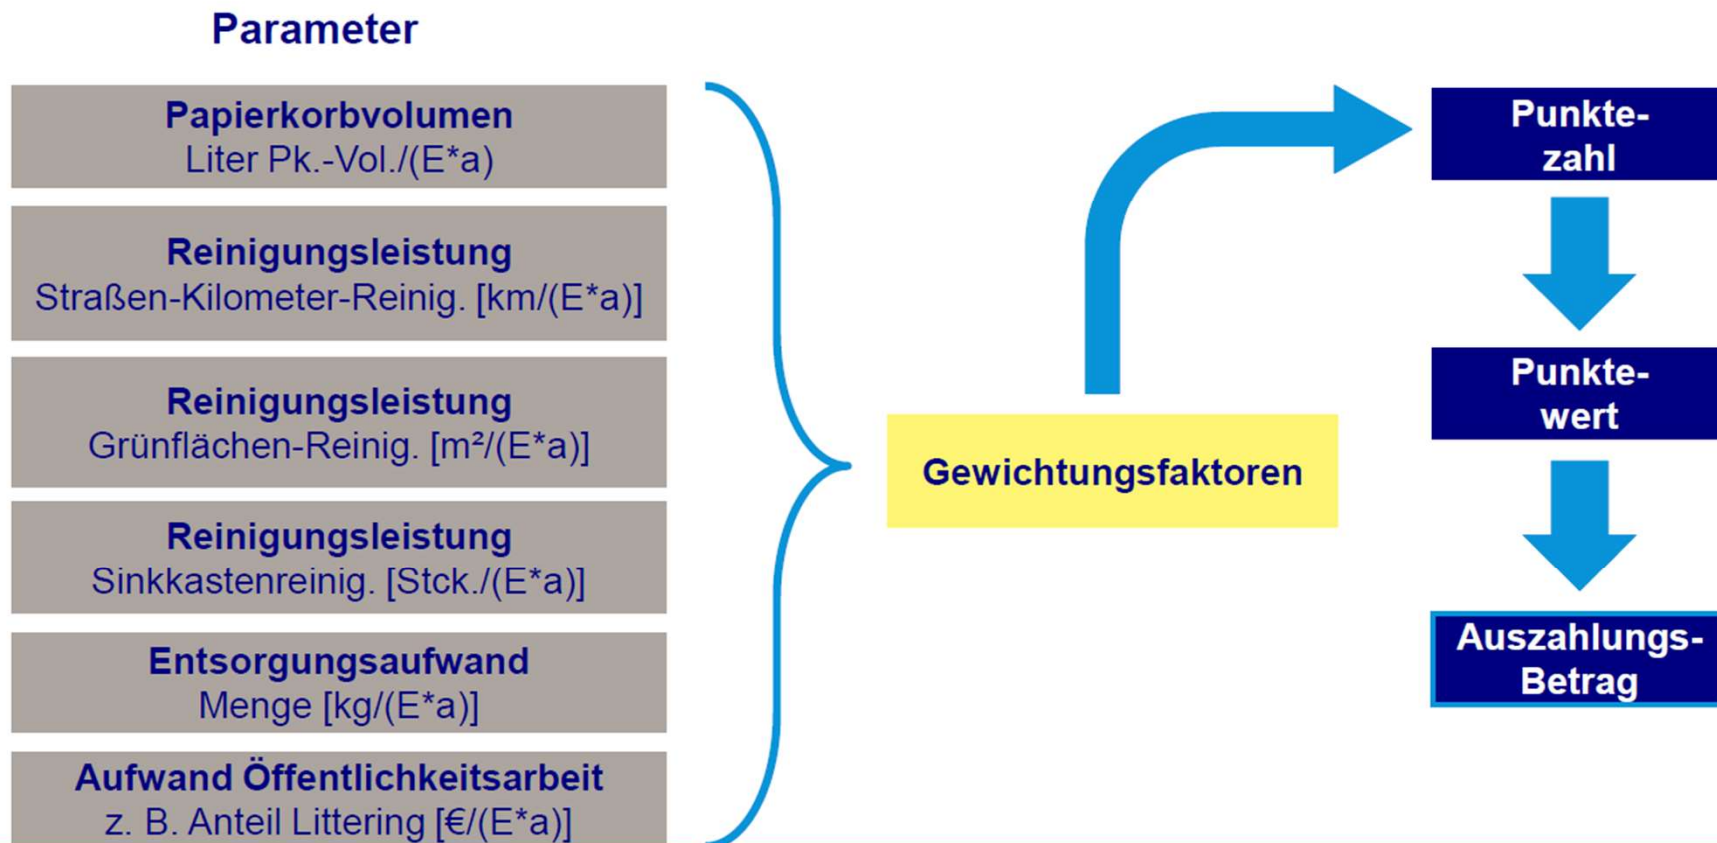 Parameter
Papierkorbvolumen
Liter Pk.-Vol./(E*a)
Reinigungsleistung
Straßen-Kilometer-Reinig. [km/(E*a)]
Reinigungsleistung
Grünflächen-Reinig. [m²/(E*a)]
Reinigungsleistung
Sinkkastenreinig. [Stck./(E*a)]
Entsorgungsaufwand
Menge [kg/(E*a)]
Aufwand Öffentlichkeitsarbeit
z. B. Anteil Littering [€/(E*a)]
Gewichtungsfaktoren
Punkte-
zahl
Punkte-
wert
Auszahlungs-
Betrag